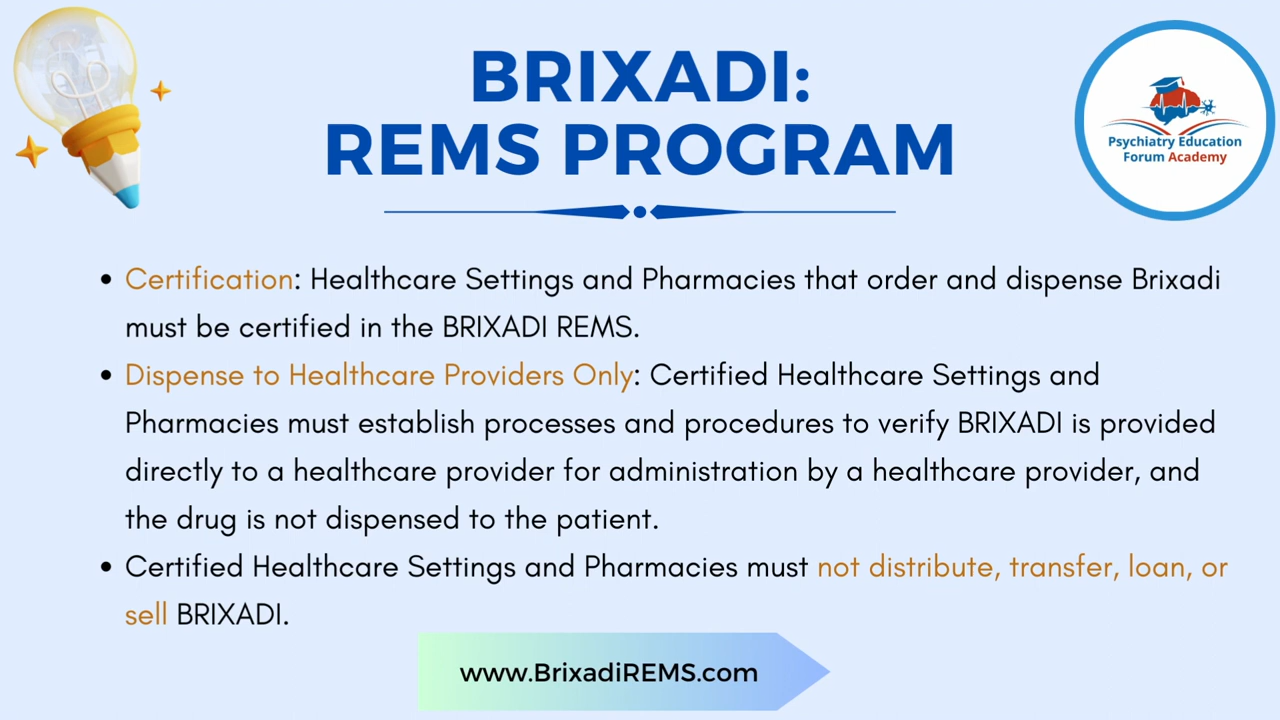 BRIXADI:
REMS PROGRAM
Psychiatry Education
Forum Academy
• Certification: Healthcare Settings and Pharmacies that order and dispense Brixadi
must be certified in the BRIXADI REMS.
• Dispense to Healthcare Providers Only: Certified Healthcare Settings and
Pharmacies must establish processes and procedures to verify BRIXADI is provided
directly to a healthcare provider for administration by a healthcare provider, and
the drug is not dispensed to the patient.
• Certified Healthcare Settings and Pharmacies must not distribute, transfer, loan, or
sell BRIXADI.
www.BrixadiREMS.com